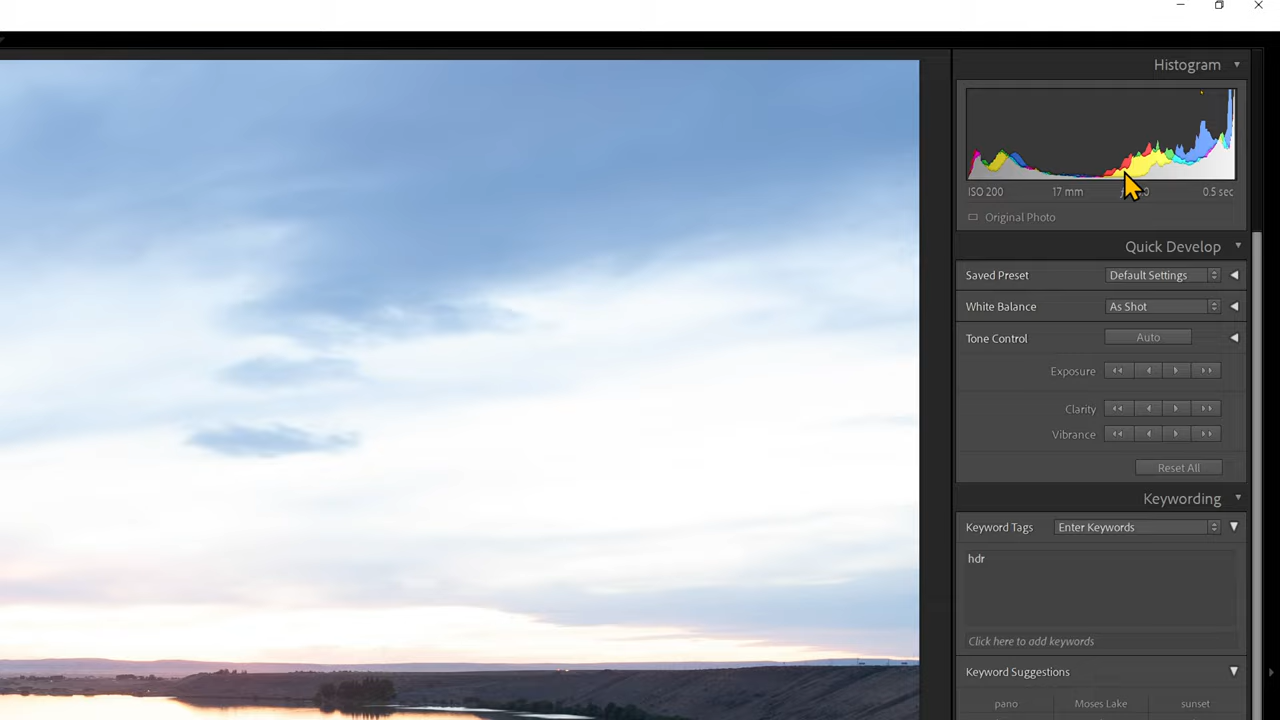 Histogram
ISO 200 17 mm 0.5 sec
Original Photo
Quick Develop
Saved Preset Default Settings
White Balance As Shot
Tone Control Auto
Exposure
Clarity
Vibrance
Reset All
Keywording
Keyword Tags Enter Keywords
hdr
Click here to add keywords
Keyword Suggestions
pano Moses Lake sunset